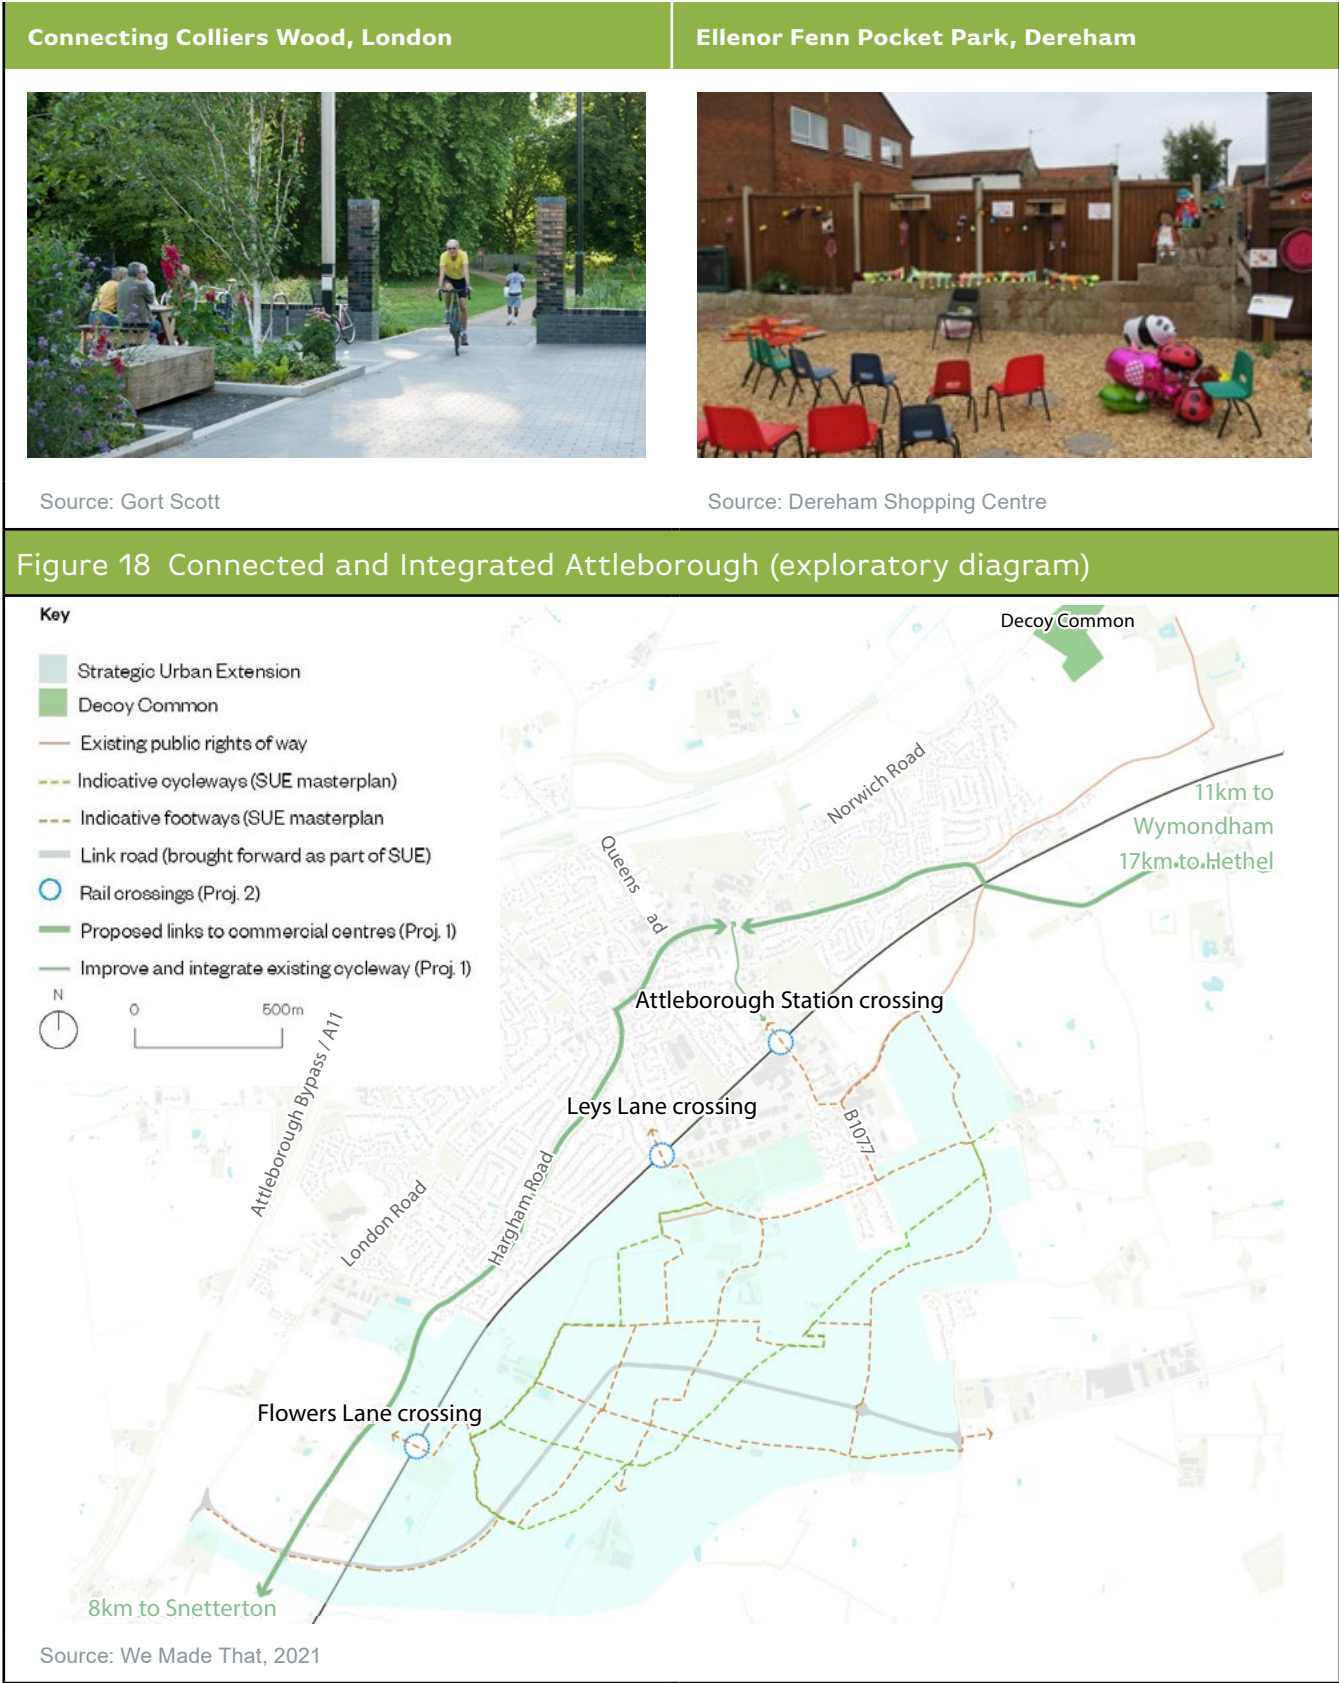 Connecting Colliers Wood, London
Ellenor Fenn Pocket Park, Dereham
Source: Gort Scott
Source: Dereham Shopping Centre
Figure 18 Connected and Integrated Attleborough (exploratory diagram)
Key
Strategic Urban Extension
Decoy Common
Existing public rights of way
Indicative cycleways (SUE masterplan)
Indicative footways (SUE masterplan
Link road (brought forward as part of SUE)
Rail crossings (Proj. 2)
Proposed links to commercial centres (Proj. 1)
Improve and integrate existing cycleway (Proj. 1)
N
0
500m
Decoy Common
Norwich Road
11km to
Wymondham
17km to Hethel
Queens
ad
Attleborough Station crossing
Attleborough Bypass / A11
Leys Lane crossing
B1077
Hargham Road
London Road
Flowers Lane crossing
8km to Snetterton
Source: We Made That, 2021